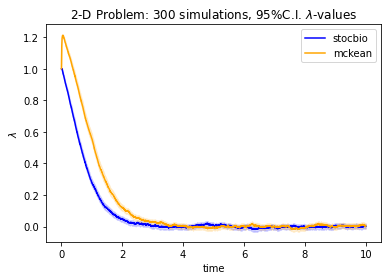 2-D Problem: 300 simulations, 95%C.I. λ-values
stocbio
mckean
1.2
1.0
0.8
0.6
0.4
0.2
0.0
λ
0 2 4 6 8 10
time